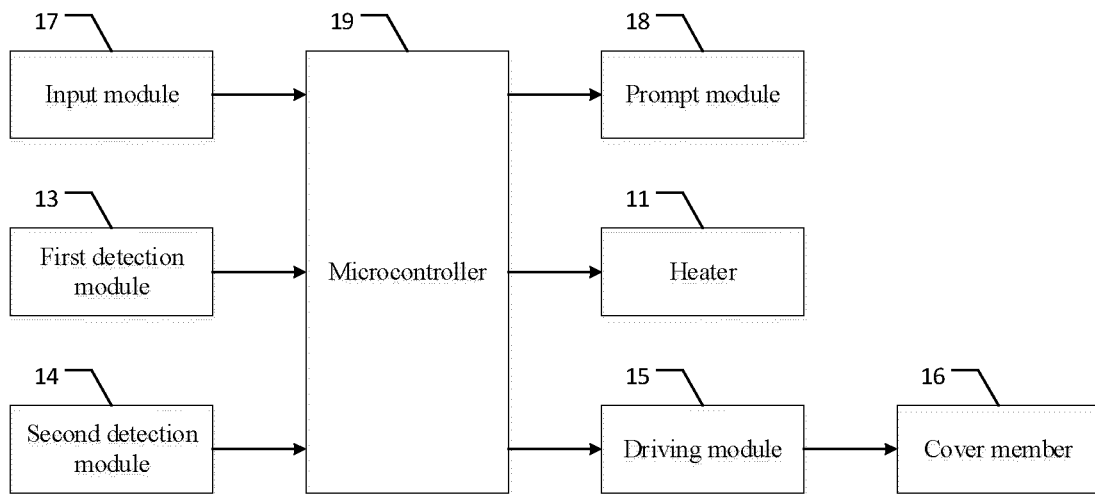 17
Input module
19
Microcontroller
18
Prompt module
13
First detection
module
11
Heater
14
Second detection
module
15
Driving module
16
Cover member